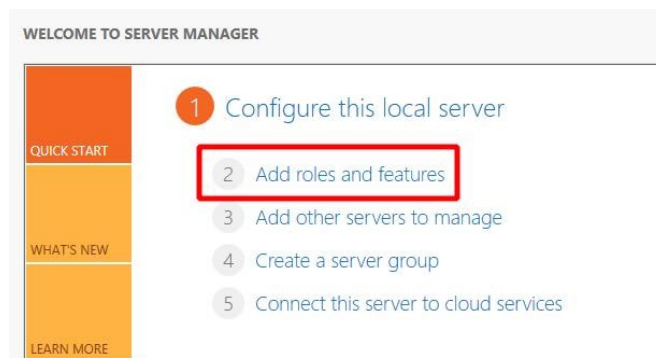 WELCOME TO SERVER MANAGER
1 Configure this local server
QUICK START
2 Add roles and features
3 Add other servers to manage
WHAT'S NEW
4 Create a server group
5 Connect this server to cloud services
LEARN MORE